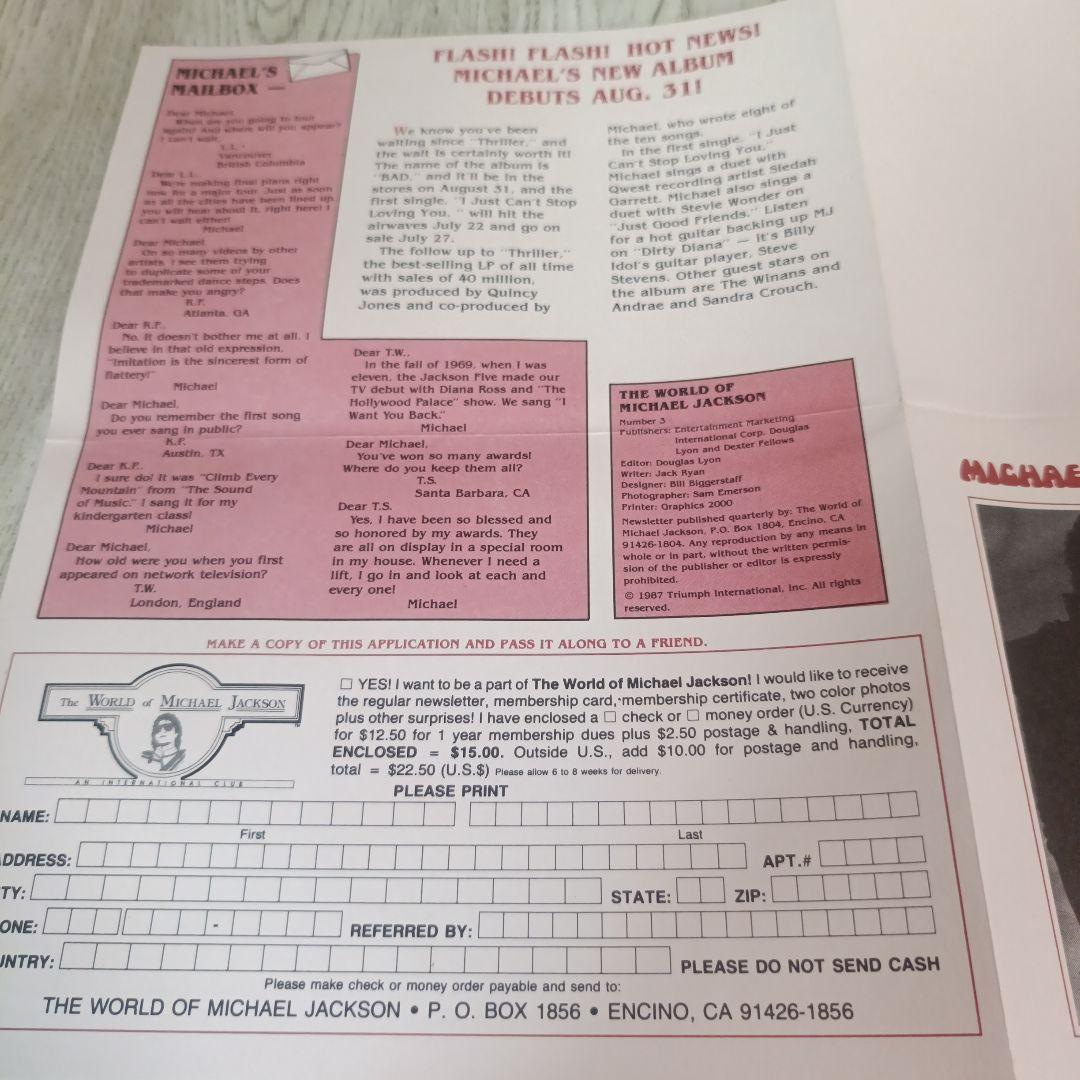 MICHAEL'S
MAILBOX —
Dear Michael,
When are you going to tour
again? And where will you appear?
I can't wait.
L.L.
Vancouver
British Columbia
Dear L.L.
We're making final plans right
now for a major tour. Just as soon
as all the cities have been lined up,
you will hear about it, right here! I
can't wait either!
Michael
Dear Michael,
On so many videos by other
artists, I see them trying
to duplicate some of your
trademarked dance steps. Does
that make you angry?
R.F.
Atlanta, GA
Dear R.F.,
No. It doesn't bother me at all. I
believe in that old expression,
"Imitation is the sincerest form of
flattery!"
Michael
Dear Michael,
Do you remember the first song
you ever sang in public?
K.F.
Austin, TX
Dear K.F.,
I sure do! It was "Climb Every
Mountain" from "The Sound
of Music." I sang it for my
kindergarten class!
Michael
Dear Michael,
How old were you when you first
appeared on network television?
T.W.
London, England
Dear T.W.,
In the fall of 1969, when I was
eleven, the Jackson Five made our
TV debut with Diana Ross and "The
Hollywood Palace" show. We sang "I
Want You Back."
Michael
Dear Michael,
You've won so many awards!
Where do you keep them all?
T.S.
Santa Barbara, CA
Dear T.S.
Yes, I have been so blessed and
so honored by my awards. They
are all on display in a special room
in my house. Whenever I need a
lift, I go in and look at each and
every one!
Michael
FLASH! FLASH! HOT NEWS!
MICHAEL'S NEW ALBUM
DEBUTS AUG. 31!
We know you've been
waiting since "Thriller," and
the wait is certainly worth it!
The name of the album is
"BAD," and it'll be in the
stores on August 31, and the
first single, "I Just Can't Stop
Loving You, " will hit the
airwaves July 22 and go on
sale July 27.
The follow up to "Thriller,"
the best-selling LP of all time
with sales of 40 million,
was produced by Quincy
Jones and co-produced by
Michael, who wrote eight of
the ten songs.
In the first single, "I Just
Can't Stop Loving You,"
Michael sings a duet with
Qwest recording artist Siedah
Garrett. Michael also sings a
duet with Stevie Wonder on
"Just Good Friends." Listen
for a hot guitar backing up MJ
on "Dirty Diana" — it's Billy
Idol's guitar player, Steve
Stevens. Other guest stars on
the album are The Winans and
Andrae and Sandra Crouch.
THE WORLD OF
MICHAEL JACKSON
Number 3
Publishers: Entertainment Marketing
International Corp. Douglas
Lyon and Dexter Fellows
Editor: Douglas Lyon
Writer: Jack Ryan
Designer: Bill Biggerstaff
Photographer: Sam Emerson
Printer: Graphics 2000
Newsletter published quarterly by: The World of
Michael Jackson, P.O. Box 1804, Encino, CA
91426-1804. Any reproduction by any means in
whole or in part, without the written permis-
sion of the publisher or editor is expressly
prohibited.
© 1987 Triumph International, Inc. All rights
reserved.
MICHAE
MAKE A COPY OF THIS APPLICATION AND PASS IT ALONG TO A FRIEND.
The WORLD of MICHAEL JACKSON
AN INTERNATIONAL CLUB
☐ YES! I want to be a part of The World of Michael Jackson! I would like to receive
the regular newsletter, membership card, membership certificate, two color photos
plus other surprises! I have enclosed a ☐ check or ☐ money order (U.S. Currency)
for $12.50 for 1 year membership dues plus $2.50 postage & handling, TOTAL
ENCLOSED = $15.00. Outside U.S., add $10.00 for postage and handling,
total = $22.50 (U.S.$) Please allow 6 to 8 weeks for delivery.
PLEASE PRINT
NAME:
First Last
DDRESS: APT.#
TY: STATE: ZIP:
ONE: - REFERRED BY:
NTRY: PLEASE DO NOT SEND CASH
Please make check or money order payable and send to:
THE WORLD OF MICHAEL JACKSON • P. O. BOX 1856 • ENCINO, CA 91426-1856